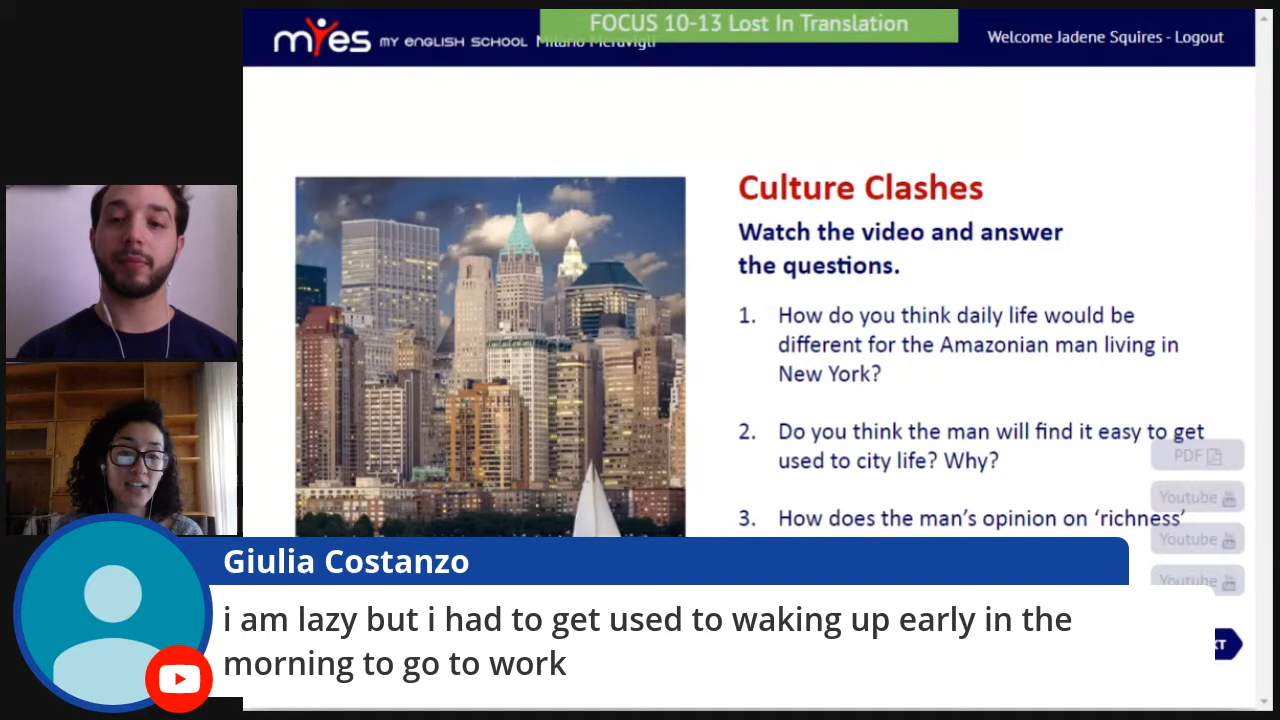 FOCUS 10-13 Lost In Translation
myes MY ENGLISH SCHOOL Milano Meravigli
Welcome Jadene Squires - Logout
Culture Clashes
Watch the video and answer
the questions.
1. How do you think daily life would be
different for the Amazonian man living in
New York?
2. Do you think the man will find it easy to get
used to city life? Why?
PDF
Youtube
3. How does the man's opinion on 'richness'
Youtube
Youtube
Giulia Costanzo
i am lazy but i had to get used to waking up early in the
morning to go to work